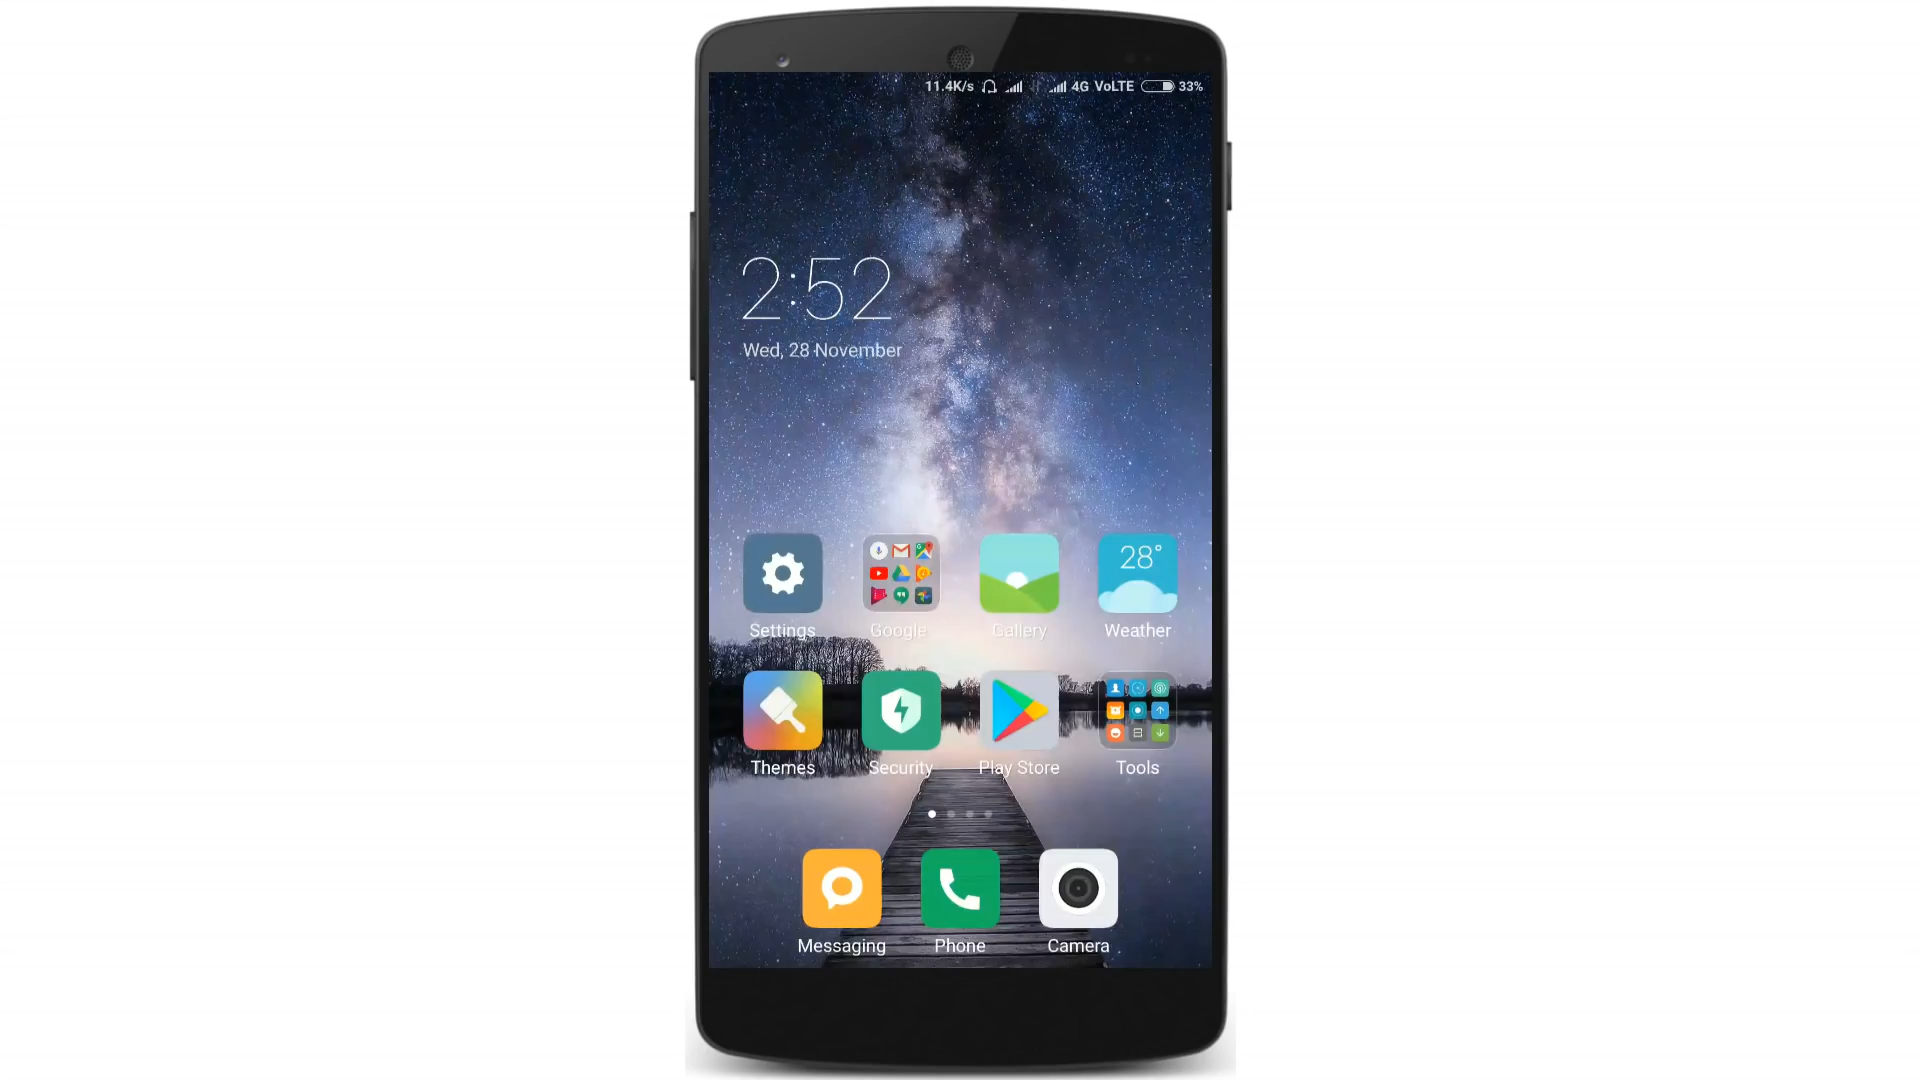 11.4K/s 4G VoLTE 33%
2:52
Wed, 28 November
28°
Settings Google Gallery Weather
Themes Security Play Store Tools
Messaging Phone Camera